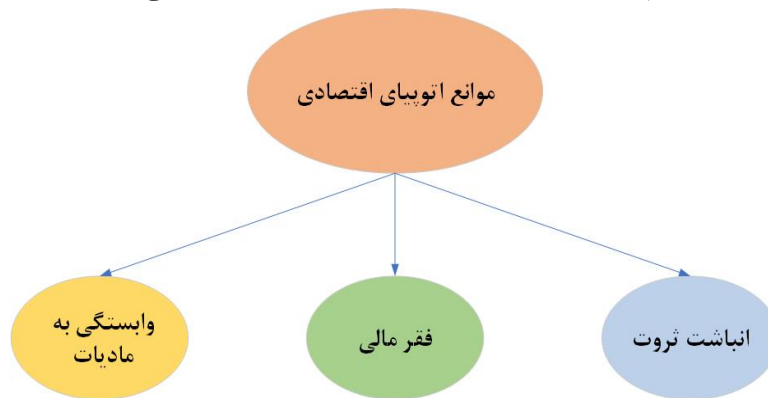 موانع اتوپیای اقتصادی
انباشت ثروت
فقر مالی
وابستگی به
مادیات